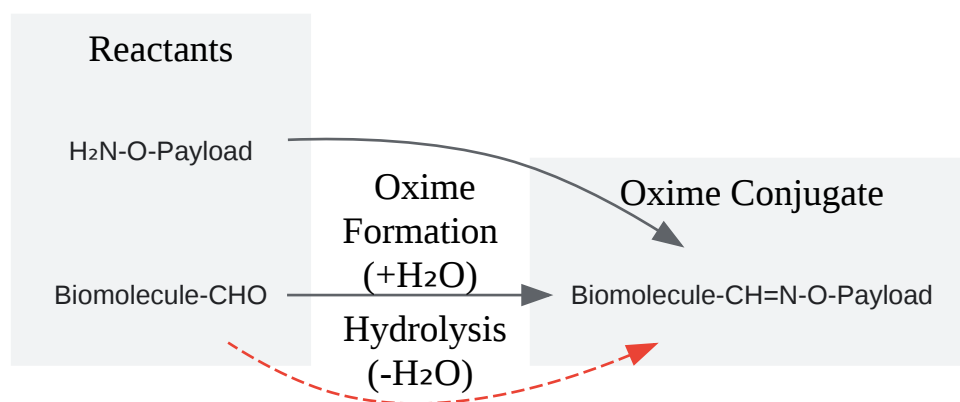 Reactants
H₂N-O-Payload
Biomolecule-CHO
Oxime
Formation
(+H₂O)
Hydrolysis
(-H₂O)
Oxime Conjugate
Biomolecule-CH=N-O-Payload